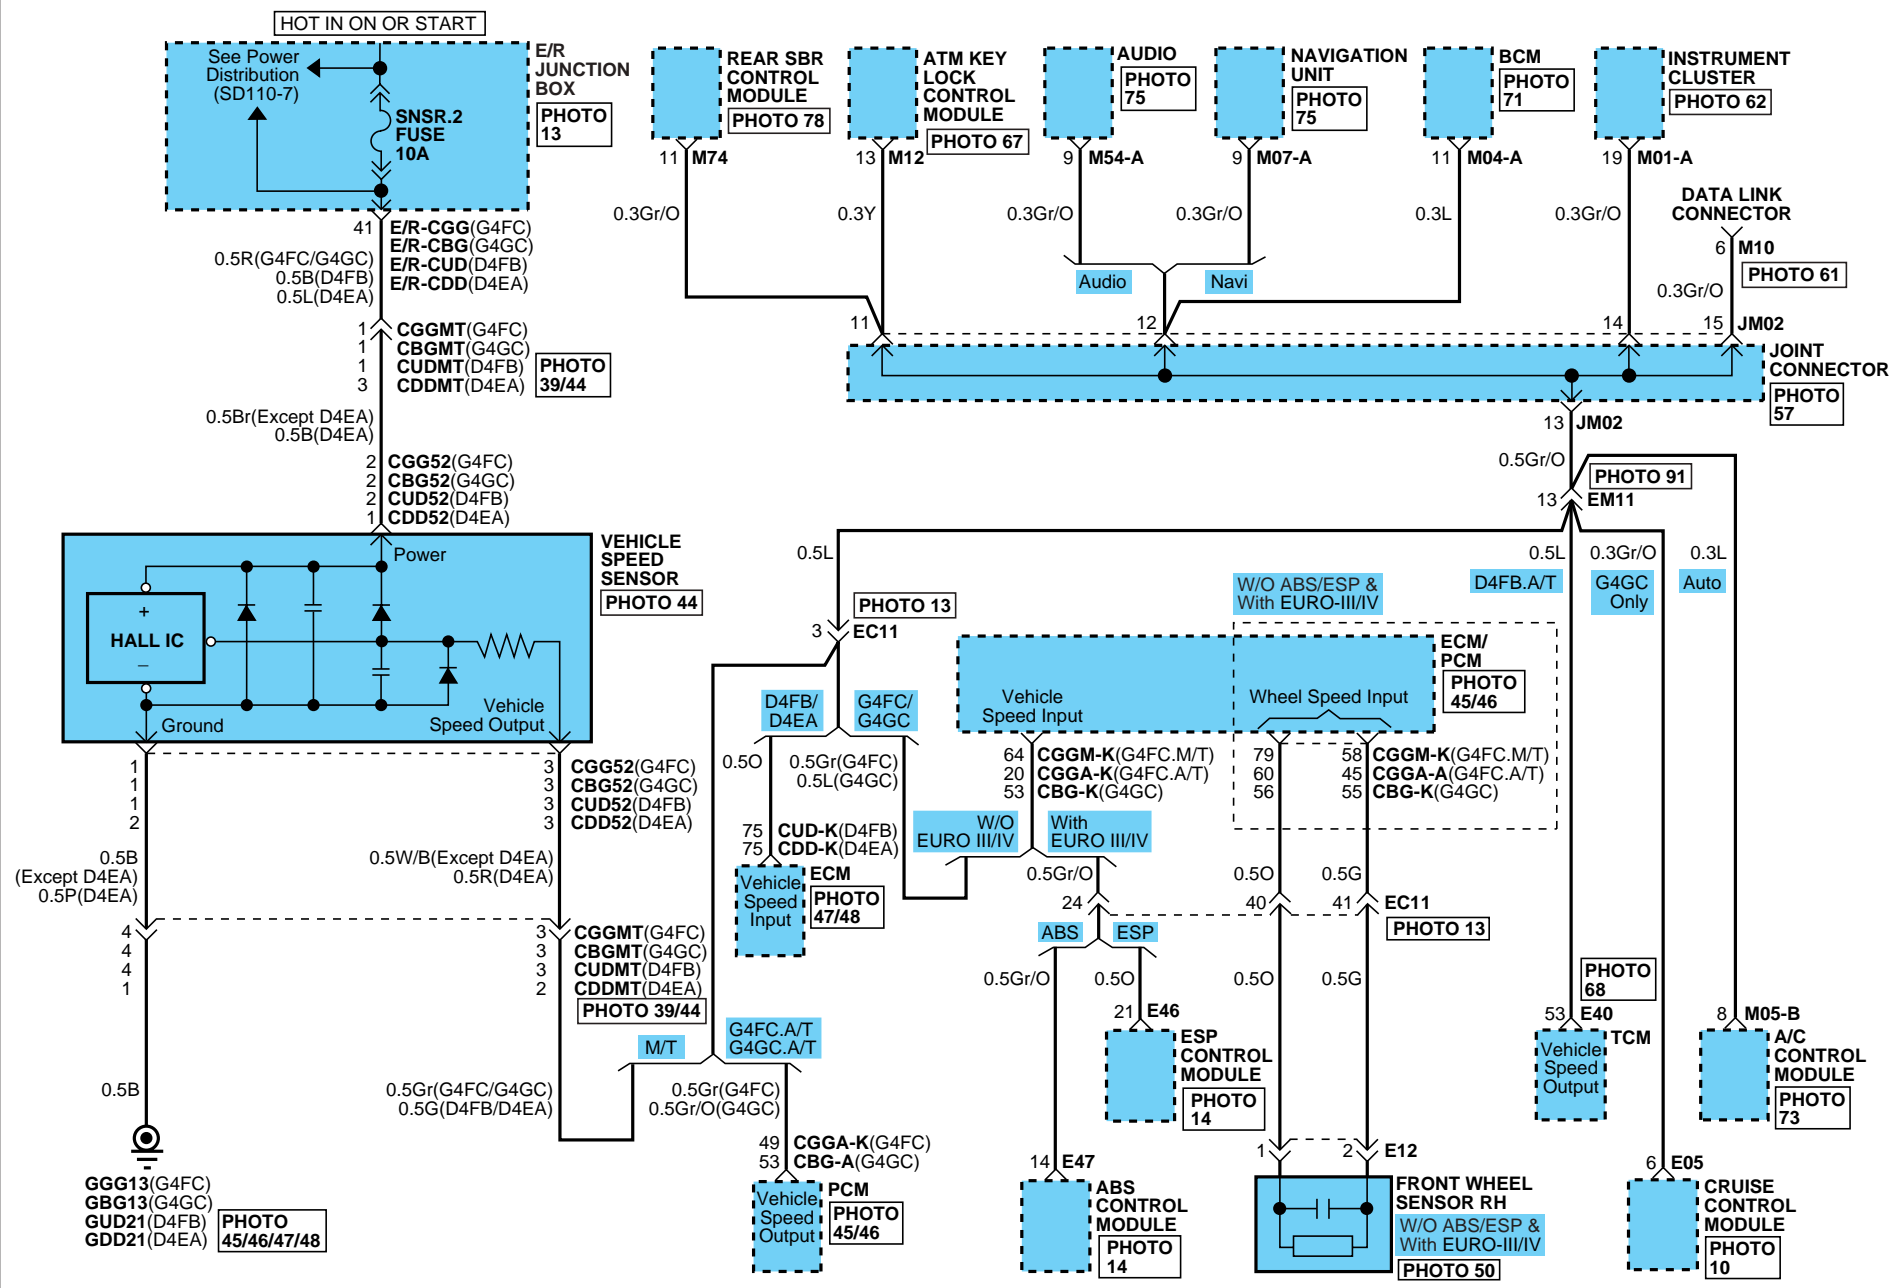 HOT IN ON OR START
See Power
Distribution
(SD110-7)
SNSR.2
FUSE
10A
E/R
JUNCTION
BOX
PHOTO
13
REAR SBR
CONTROL
MODULE
PHOTO 78
ATM KEY
LOCK
CONTROL
MODULE
PHOTO 67
AUDIO
PHOTO
75
NAVIGATION
UNIT
PHOTO
75
BCM
PHOTO
71
INSTRUMENT
CLUSTER
PHOTO 62
11 M74
13 M12
9 M54-A
9 M07-A
11 M04-A
19 M01-A
0.3Gr/O
0.3Y
0.3Gr/O
0.3Gr/O
0.3L
0.3Gr/O
DATA LINK
CONNECTOR
6 M10
PHOTO 61
0.3Gr/O
Audio
Navi
11
12
14
15 JM02
JOINT
CONNECTOR
PHOTO
57
13 JM02
0.5Gr/O
PHOTO 91
13 EM11
41 E/R-CGG(G4FC)
E/R-CBG(G4GC)
E/R-CUD(D4FB)
E/R-CDD(D4EA)
0.5R(G4FC/G4GC)
0.5B(D4FB)
0.5L(D4EA)
1 CGGMT(G4FC)
1 CBGMT(G4GC)
1 CUDMT(D4FB)
3 CDDMT(D4EA)
PHOTO
39/44
0.5Br(Except D4EA)
0.5B(D4EA)
2 CGG52(G4FC)
2 CBG52(G4GC)
2 CUD52(D4FB)
1 CDD52(D4EA)
Power
HALL IC
+
–
Ground
Vehicle
Speed Output
VEHICLE
SPEED
SENSOR
PHOTO 44
1
1
1
2
3 CGG52(G4FC)
3 CBG52(G4GC)
3 CUD52(D4FB)
3 CDD52(D4EA)
0.5B
(Except D4EA)
0.5P(D4EA)
0.5W/B(Except D4EA)
0.5R(D4EA)
4
4
4
1
3 CGGMT(G4FC)
3 CBGMT(G4GC)
3 CUDMT(D4FB)
2 CDDMT(D4EA)
PHOTO 39/44
0.5B
GGG13(G4FC)
GBG13(G4GC)
GUD21(D4FB)
GDD21(D4EA)
PHOTO
45/46/47/48
M/T
G4FC.A/T
G4GC.A/T
0.5Gr(G4FC/G4GC)
0.5G(D4FB/D4EA)
0.5Gr(G4FC)
0.5Gr/O(G4GC)
49 CGGA-K(G4FC)
53 CBG-A(G4GC)
Vehicle
Speed
Output
PCM
PHOTO
45/46
0.5L
PHOTO 13
3 EC11
D4FB/
D4EA
G4FC/
G4GC
0.5O
0.5Gr(G4FC)
0.5L(G4GC)
75 CUD-K(D4FB)
75 CDD-K(D4EA)
Vehicle
Speed
Input
ECM
PHOTO
47/48
W/O ABS/ESP &
With EURO-III/IV
Vehicle
Speed Input
Wheel Speed Input
ECM/
PCM
PHOTO
45/46
64 CGGM-K(G4FC.M/T)
20 CGGA-K(G4FC.A/T)
53 CBG-K(G4GC)
79
60
56
58 CGGM-K(G4FC.M/T)
45 CGGA-A(G4FC.A/T)
55 CBG-K(G4GC)
W/O
EURO III/IV
With
EURO III/IV
0.5Gr/O
0.5O
0.5G
24
40
41 EC11
PHOTO 13
ABS
ESP
0.5Gr/O
0.5O
0.5O
0.5G
21 E46
ESP
CONTROL
MODULE
PHOTO
14
14 E47
ABS
CONTROL
MODULE
PHOTO
14
1
2 E12
FRONT WHEEL
SENSOR RH
W/O ABS/ESP &
With EURO-III/IV
PHOTO 50
0.5L
0.3Gr/O
0.3L
D4FB.A/T
G4GC
Only
Auto
PHOTO
68
53 E40
TCM
Vehicle
Speed
Output
8 M05-B
A/C
CONTROL
MODULE
PHOTO
73
6 E05
CRUISE
CONTROL
MODULE
PHOTO
10